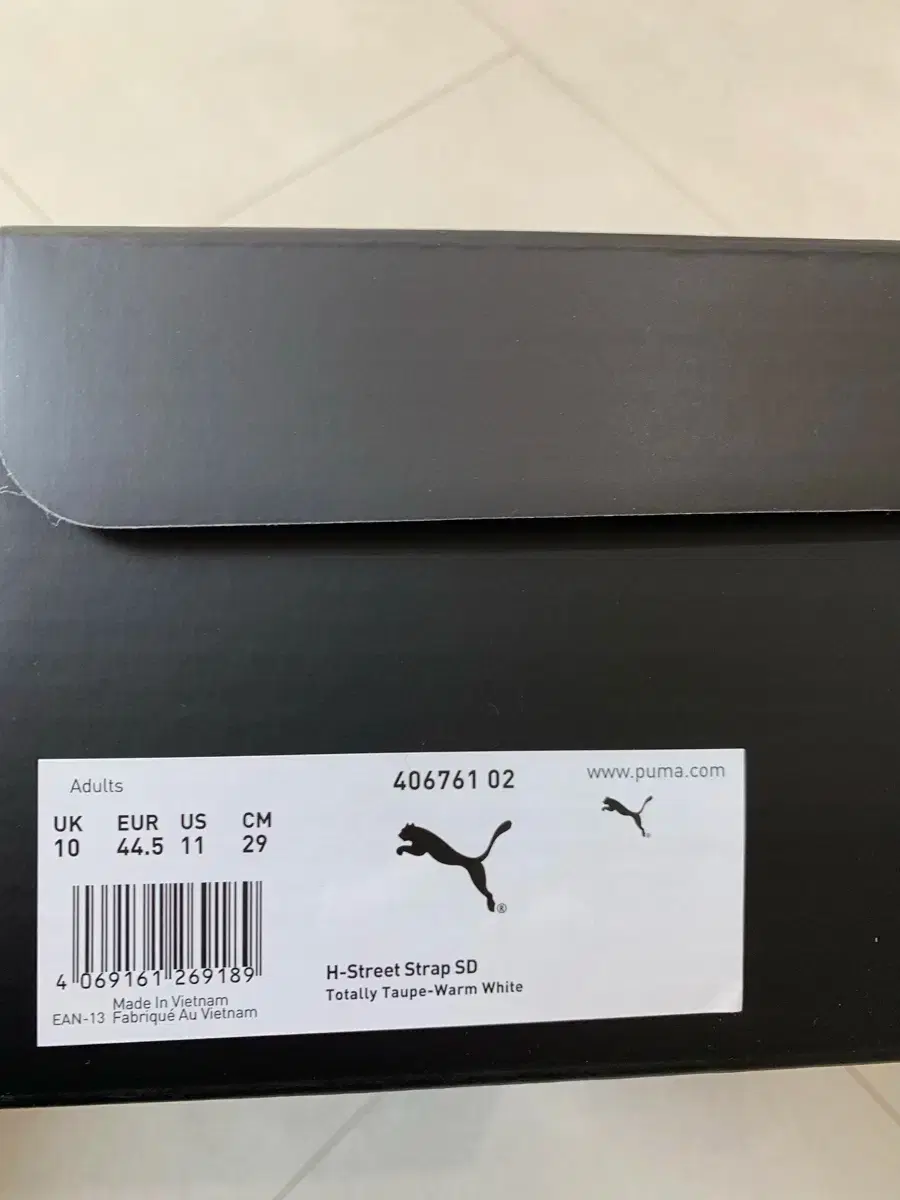 Adults
406761 02
www.puma.com
UK EUR US CM
10 44.5 11 29
®
®
4 069161 269189
Made In Vietnam
EAN-13 Fabriqué Au Vietnam
H-Street Strap SD
Totally Taupe-Warm White